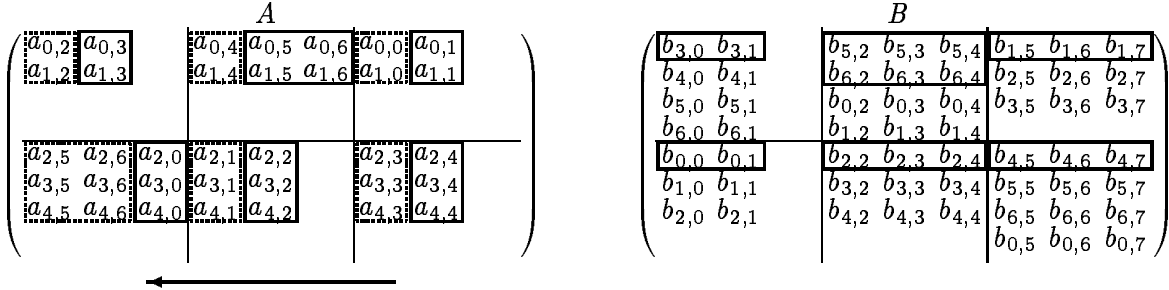 A B
a0,2 a0,3 a0,4 a0,5 a0,6 a0,0 a0,1 b3,0 b3,1 b5,2 b5,3 b5,4 b1,5 b1,6 b1,7
a1,2 a1,3 a1,4 a1,5 a1,6 a1,0 a1,1 b4,0 b4,1 b6,2 b6,3 b6,4 b2,5 b2,6 b2,7
b5,0 b5,1 b0,2 b0,3 b0,4 b3,5 b3,6 b3,7
b6,0 b6,1 b1,2 b1,3 b1,4
a2,5 a2,6 a2,0 a2,1 a2,2 a2,3 a2,4 b0,0 b0,1 b2,2 b2,3 b2,4 b4,5 b4,6 b4,7
a3,5 a3,6 a3,0 a3,1 a3,2 a3,3 a3,4 b1,0 b1,1 b3,2 b3,3 b3,4 b5,5 b5,6 b5,7
a4,5 a4,6 a4,0 a4,1 a4,2 a4,3 a4,4 b2,0 b2,1 b4,2 b4,3 b4,4 b6,5 b6,6 b6,7
b0,5 b0,6 b0,7